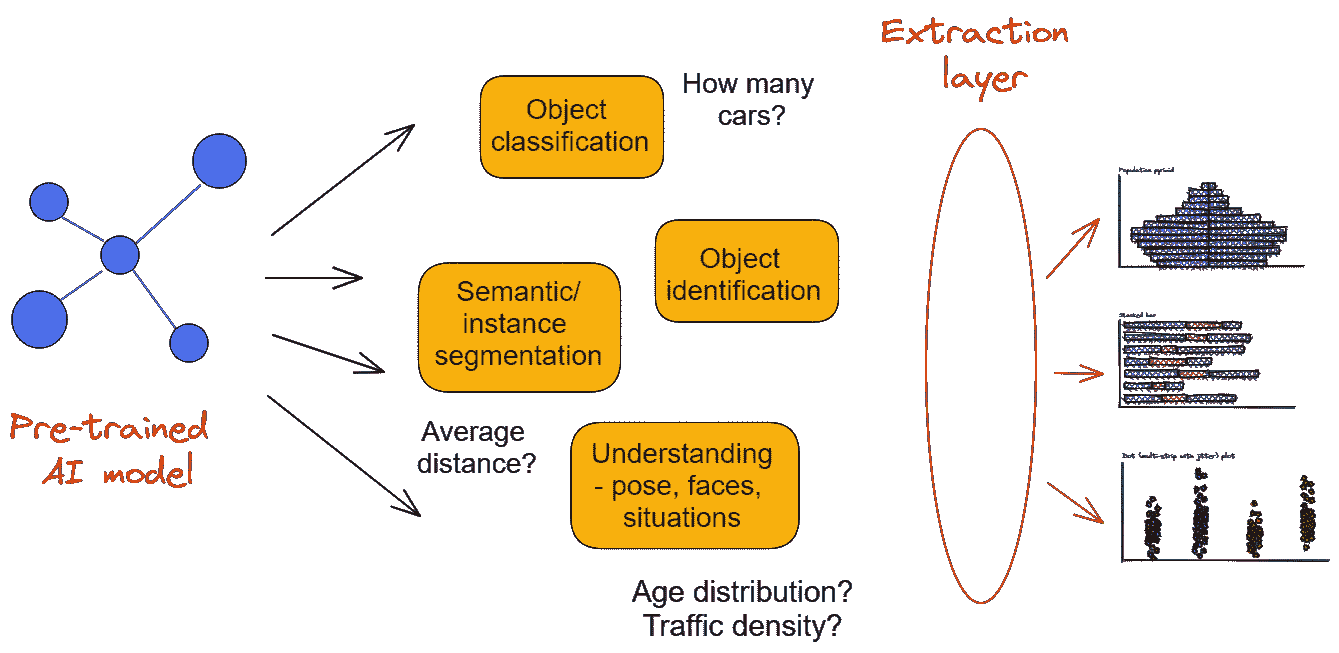 Extraction
layer
How many
cars?
Object
classification
Object
identification
Semantic/
instance
segmentation
Pre-trained
AI model
Average
distance?
Understanding
- pose, faces,
situations
Age distribution?
Traffic density?
Population pyramid
Stacked bar
Dot (multi-strip with jitter) plot